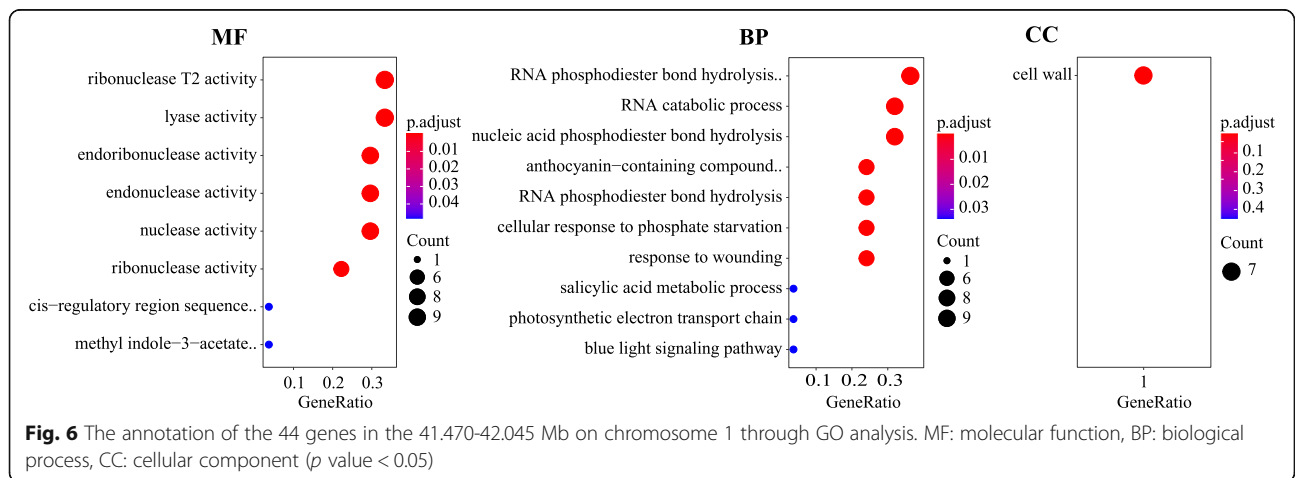 MF
ribonuclease T2 activity
lyase activity
endoribonuclease activity
endonuclease activity
nuclease activity
ribonuclease activity
cis−regulatory region sequence..
methyl indole−3−acetate..
0.1 0.2 0.3
GeneRatio
p.adjust
0.01
0.02
0.03
0.04
Count
1
6
8
9
BP
RNA phosphodiester bond hydrolysis..
RNA catabolic process
nucleic acid phosphodiester bond hydrolysis
anthocyanin−containing compound..
RNA phosphodiester bond hydrolysis
cellular response to phosphate starvation
response to wounding
salicylic acid metabolic process
photosynthetic electron transport chain
blue light signaling pathway
0.1 0.2 0.3
GeneRatio
p.adjust
0.01
0.02
0.03
Count
1
6
8
9
CC
cell wall
1
GeneRatio
p.adjust
0.1
0.2
0.3
0.4
Count
7
Fig. 6 The annotation of the 44 genes in the 41.470-42.045 Mb on chromosome 1 through GO analysis. MF: molecular function, BP: biological
process, CC: cellular component (p value < 0.05)